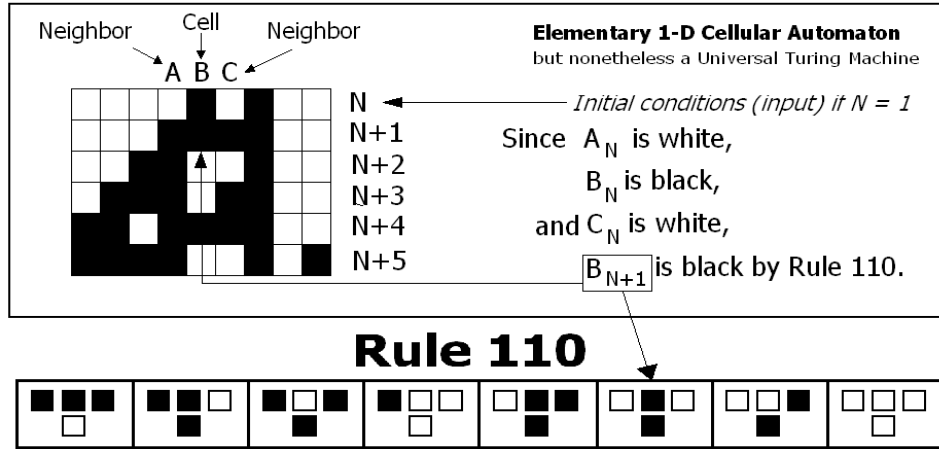 Cell
Neighbor Neighbor
A B C
Elementary 1-D Cellular Automaton
but nonetheless a Universal Turing Machine
N
Initial conditions (input) if N = 1
N+1
N+2
N+3
N+4
N+5
Since A_N is white,
B_N is black,
and C_N is white,
B_N+1 is black by Rule 110.
Rule 110